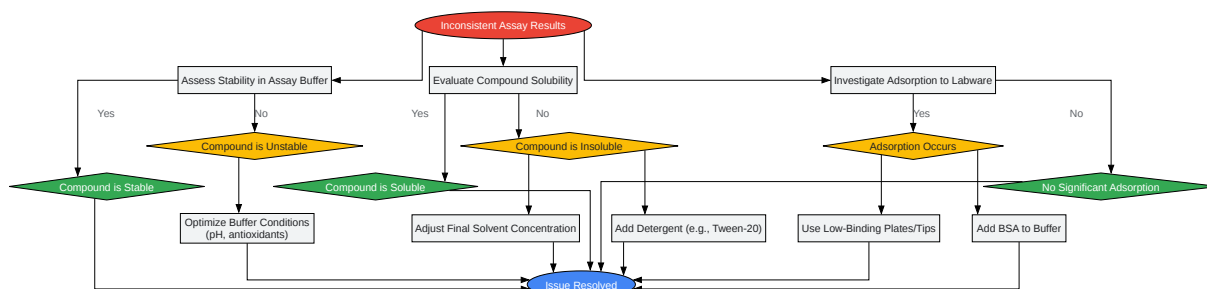 Inconsistent Assay Results
Assess Stability in Assay Buffer
Evaluate Compound Solubility
Investigate Adsorption to Labware
Yes
No
Yes
No
Yes
No
Compound is Unstable
Compound is Insoluble
Adsorption Occurs
Compound is Stable
Compound is Soluble
No Significant Adsorption
Optimize Buffer Conditions
(pH, antioxidants)
Adjust Final Solvent Concentration
Add Detergent (e.g., Tween-20)
Use Low-Binding Plates/Tips
Add BSA to Buffer
Issue Resolved